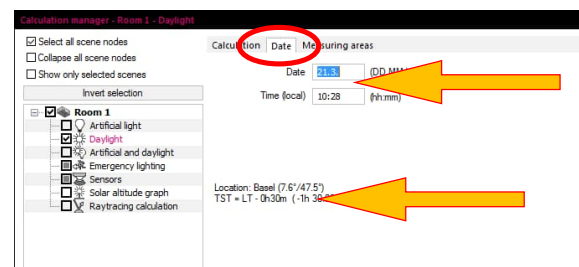 Calculation manager - Room 1 - Daylight
Select all scene nodes
Collapse all scene nodes
Show only selected scenes
Invert selection
Room 1
Artificial light
Daylight
Artificial and daylight
Emergency lighting
Sensors
Solar altitude graph
Raytracing calculation
Calculation Date Measuring areas
Date 21.3.
Time (local) 10:28 (hh:mm)
Location: Basel (7.6°/47.5°)
TST = LT - 0h30m (-1h